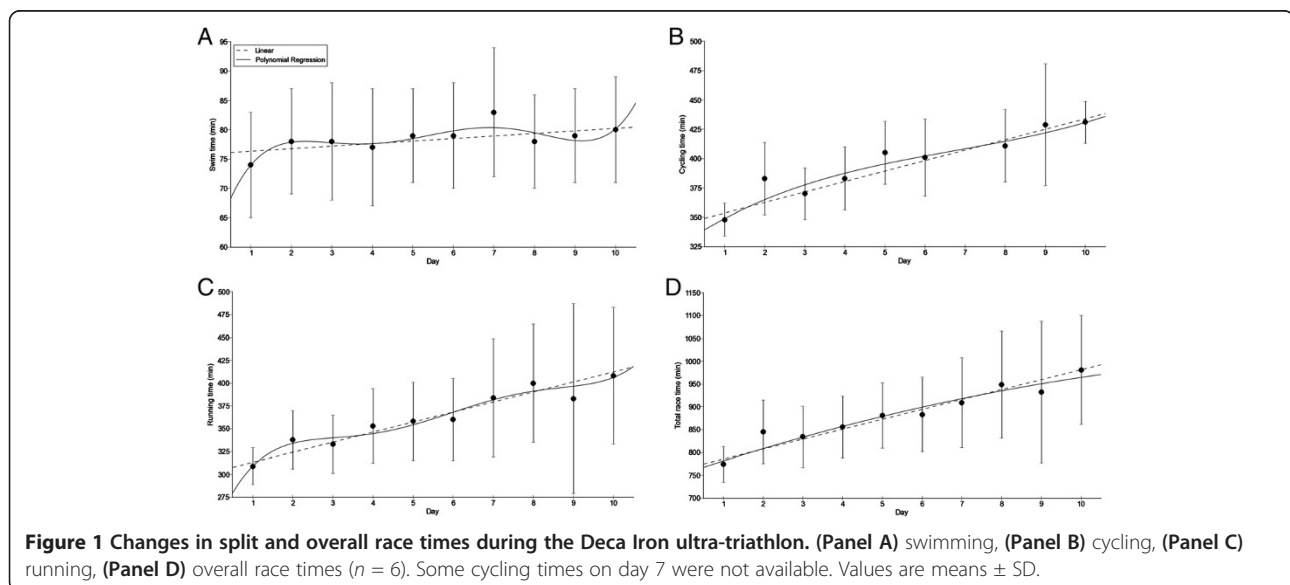 A
Linear
Polynomial Regression
95
90
85
80
75
70
65
60
Swim time (min)
1 2 3 4 5 6 7 8 9 10
Day
B
500
475
450
425
400
375
350
325
Cycling time (min)
1 2 3 4 5 6 7 8 9 10
Day
C
500
475
450
425
400
375
350
325
300
275
Running time (min)
1 2 3 4 5 6 7 8 9 10
Day
D
1150
1100
1050
1000
950
900
850
800
750
700
Total race time (min)
1 2 3 4 5 6 7 8 9 10
Day
Figure 1 Changes in split and overall race times during the Deca Iron ultra-triathlon. (Panel A) swimming, (Panel B) cycling, (Panel C)
running, (Panel D) overall race times (n = 6). Some cycling times on day 7 were not available. Values are means ± SD.